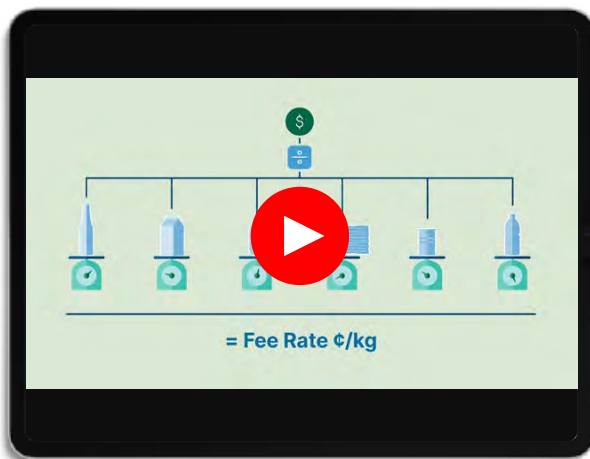 $
÷
= Fee Rate ¢/kg